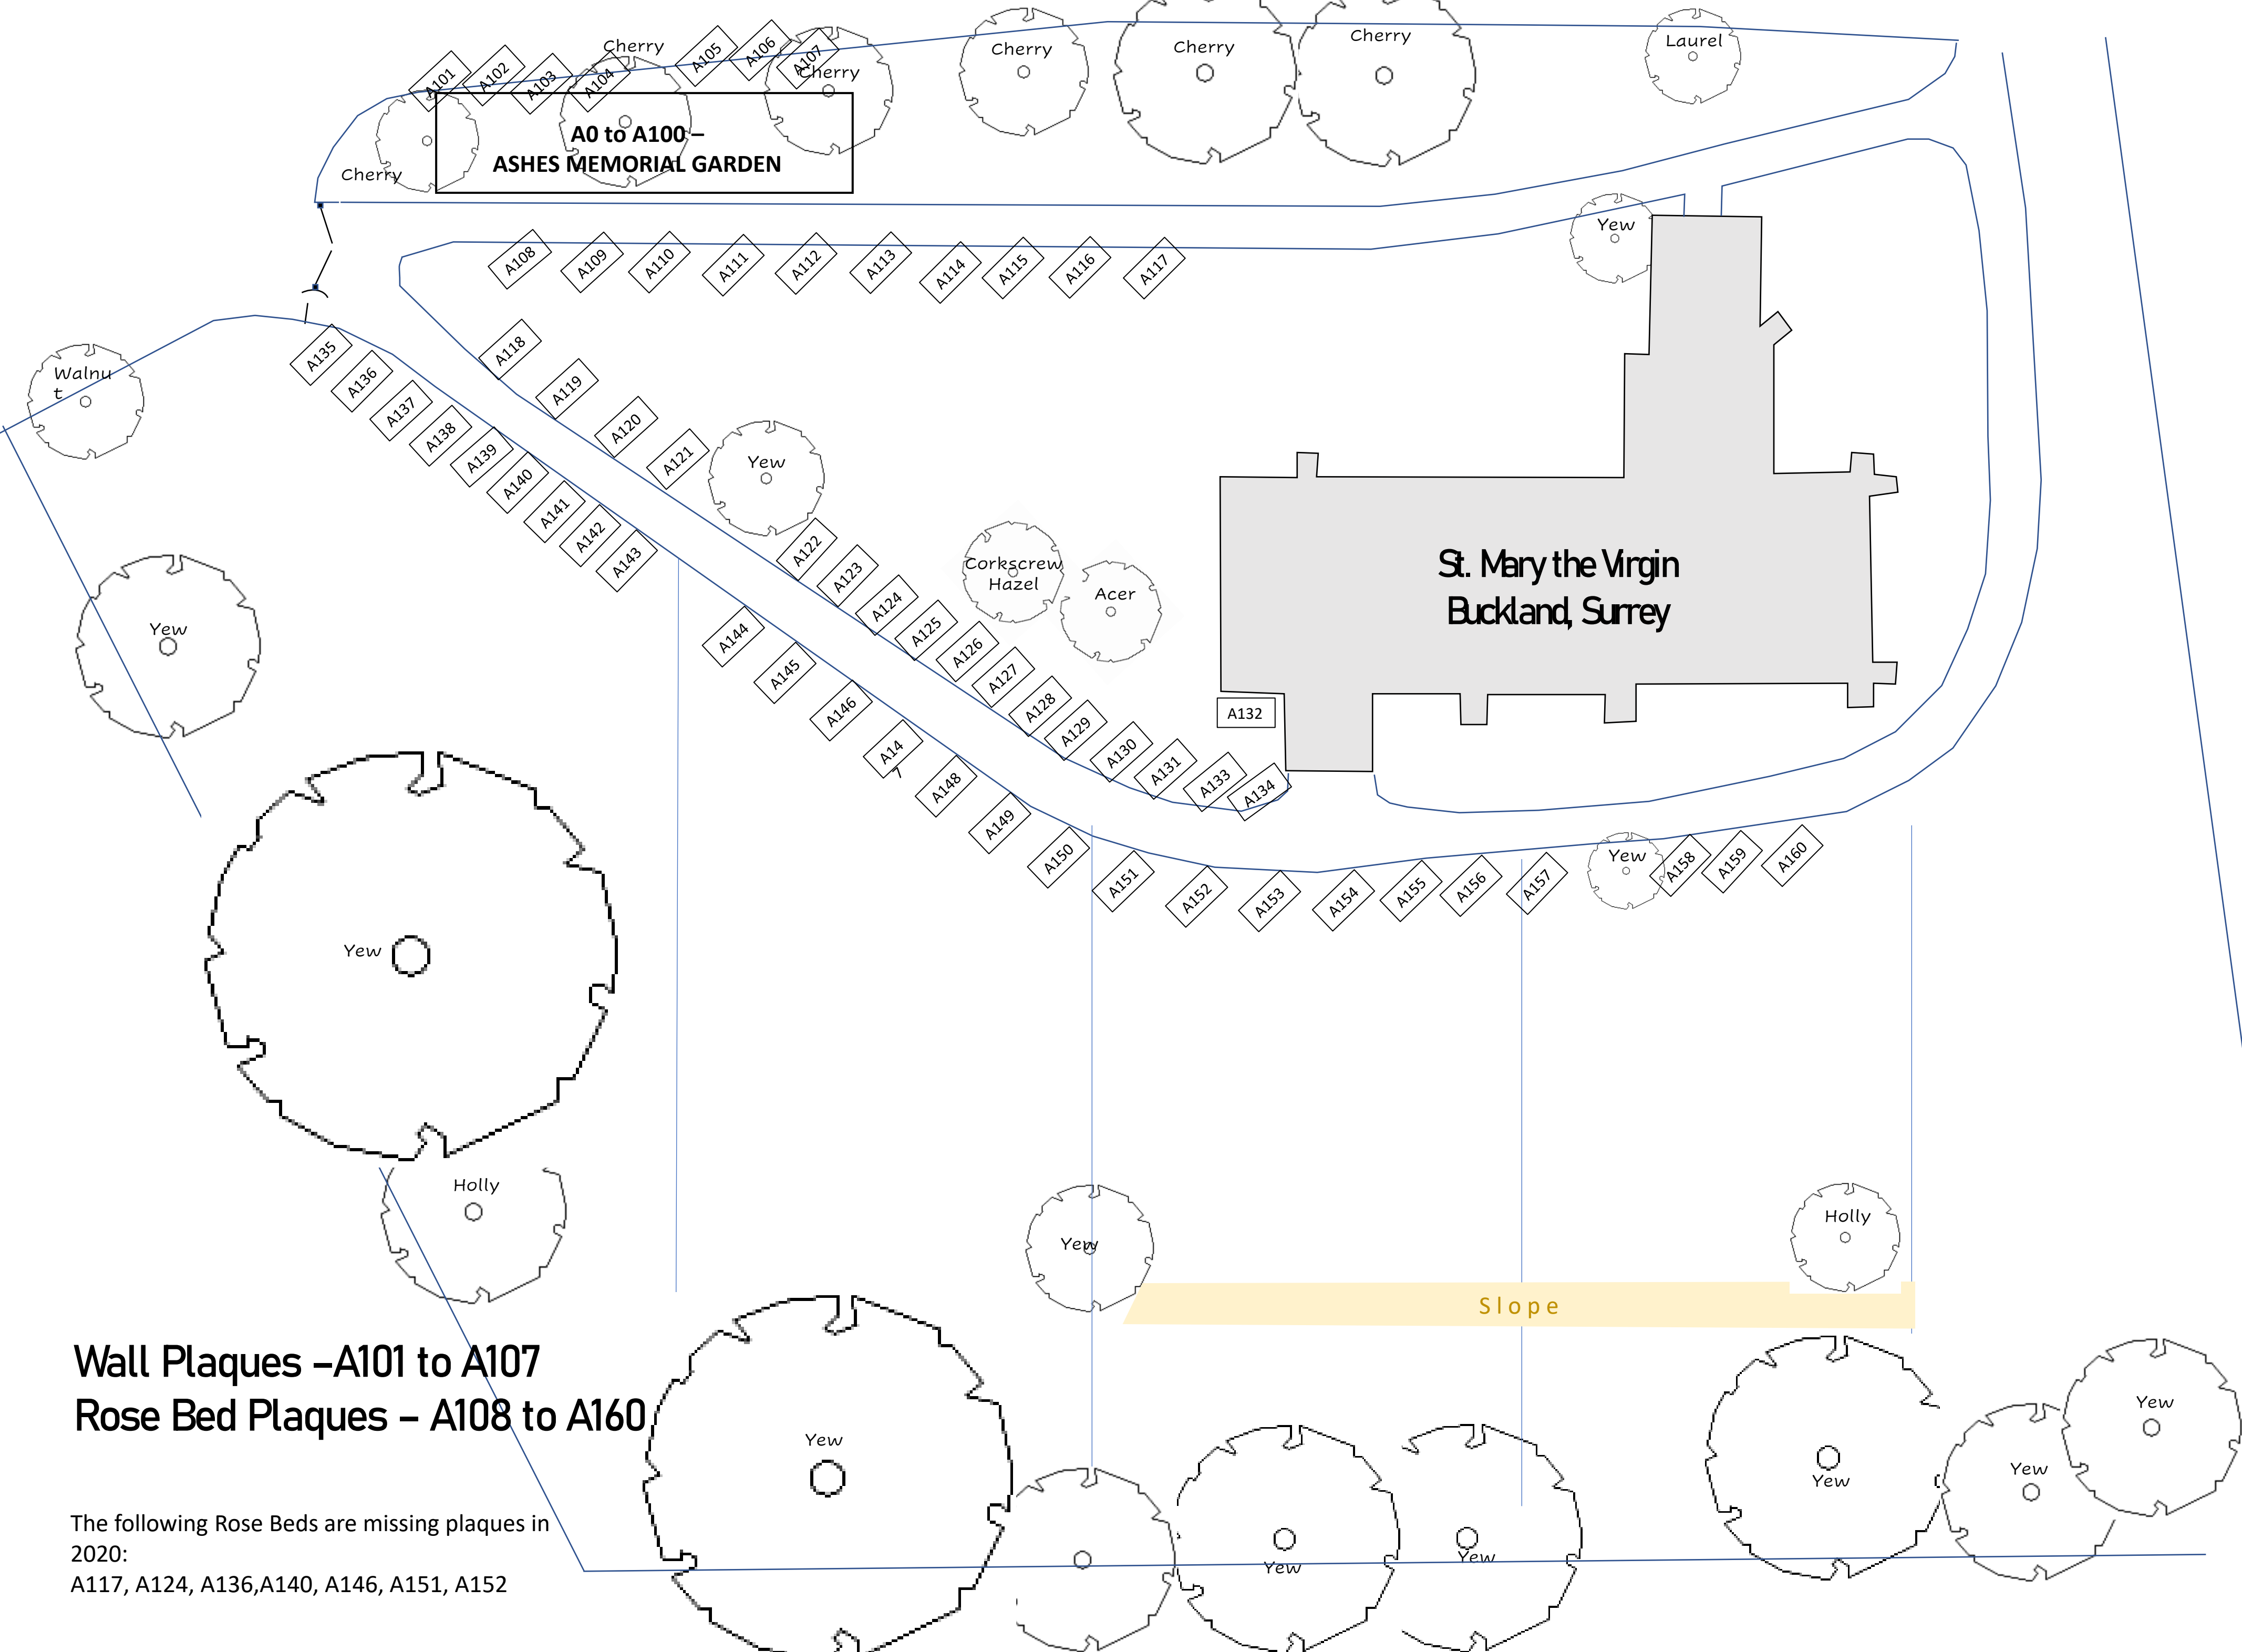 Cherry
Cherry
Cherry
Cherry
Laurel
A101
A102
A103
A104
A105
A106
A107
Cherry
A0 to A100 –
ASHES MEMORIAL GARDEN
Cherry
Yew
A108
A109
A110
A111
A112
A113
A114
A115
A116
A117
A118
A119
A120
A121
Yew
A135
A136
A137
A138
A139
A140
A141
A142
A143
Walnu
t
Yew
A122
A123
A124
A125
A126
A127
A128
A129
A130
A131
A133
A134
A132
Corkscrew
Hazel
Acer
St. Mary the Virgin
Buckland, Surrey
A144
A145
A146
A14
7
A148
A149
A150
A151
A152
A153
A154
A155
A156
A157
Yew
A158
A159
A160
Yew
Holly
Yew
Holly
Slope
Wall Plaques –A101 to A107
Rose Bed Plaques – A108 to A160
Yew
Yew
Yew
Yew
Yew
Yew
The following Rose Beds are missing plaques in
2020:
A117, A124, A136,A140, A146, A151, A152